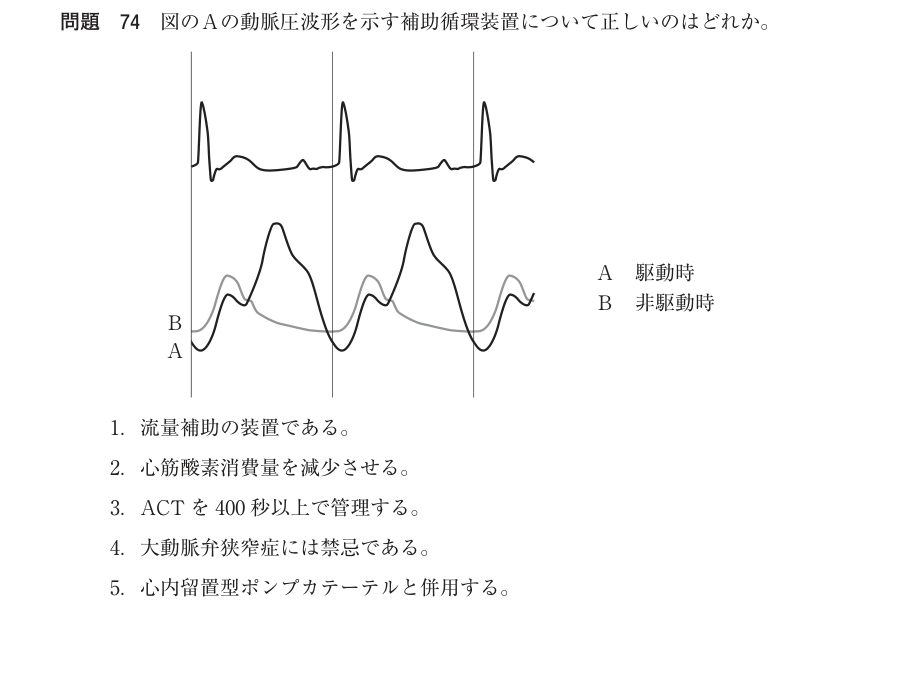 問題 74 図のAの動脈圧波形を示す補助循環装置について正しいのはどれか。
A 駆動時
B 非駆動時
B
A
1. 流量補助の装置である。
2. 心筋酸素消費量を減少させる。
3. ACT を 400 秒以上で管理する。
4. 大動脈弁狭窄症には禁忌である。
5. 心内留置型ポンプカテーテルと併用する。